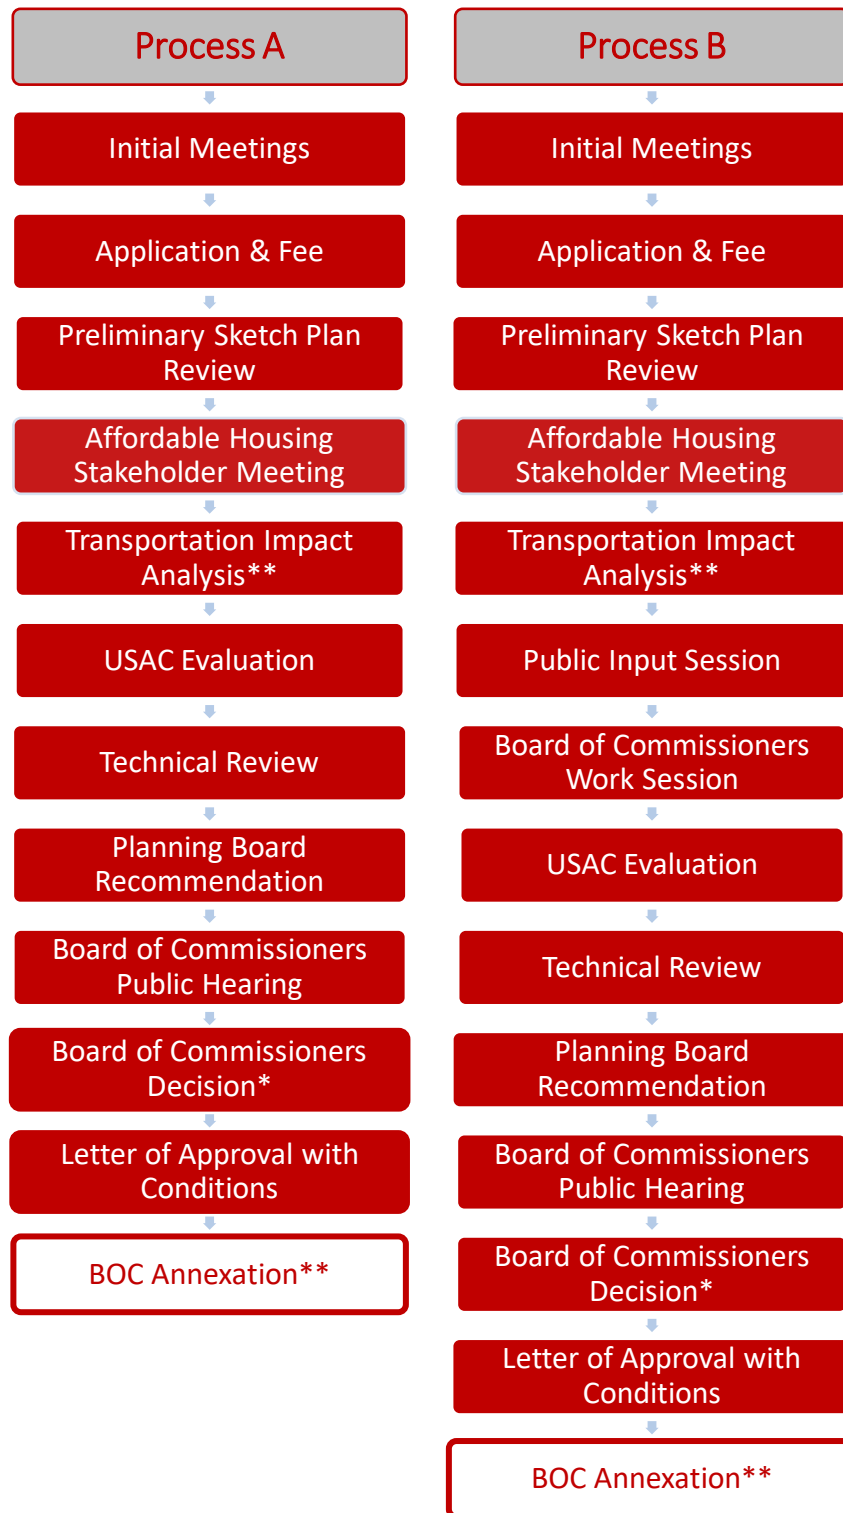 Process A
Initial Meetings
Application & Fee
Preliminary Sketch Plan
Review
Affordable Housing
Stakeholder Meeting
Transportation Impact
Analysis**
USAC Evaluation
Technical Review
Planning Board
Recommendation
Board of Commissioners
Public Hearing
Board of Commissioners
Decision*
Letter of Approval with
Conditions
BOC Annexation**
Process B
Initial Meetings
Application & Fee
Preliminary Sketch Plan
Review
Affordable Housing
Stakeholder Meeting
Transportation Impact
Analysis**
Public Input Session
Board of Commissioners
Work Session
USAC Evaluation
Technical Review
Planning Board
Recommendation
Board of Commissioners
Public Hearing
Board of Commissioners
Decision*
Letter of Approval with
Conditions
BOC Annexation**